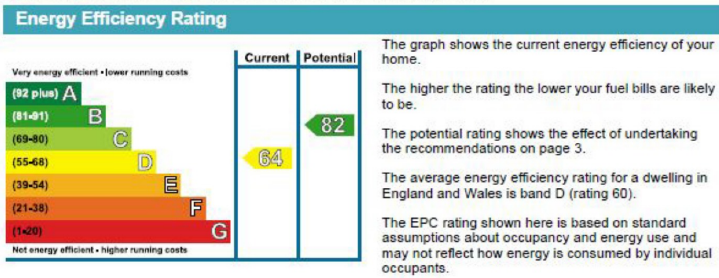 Energy Efficiency Rating
Current Potential
Very energy efficient • lower running costs
(92 plus) A
(81-91) B
(69-80) C
(55-68) D
(39-54) E
(21-38) F
(1-20) G
Not energy efficient • higher running costs
64
82
The graph shows the current energy efficiency of your
home.
The higher the rating the lower your fuel bills are likely
to be.
The potential rating shows the effect of undertaking
the recommendations on page 3.
The average energy efficiency rating for a dwelling in
England and Wales is band D (rating 60).
The EPC rating shown here is based on standard
assumptions about occupancy and energy use and
may not reflect how energy is consumed by individual
occupants.